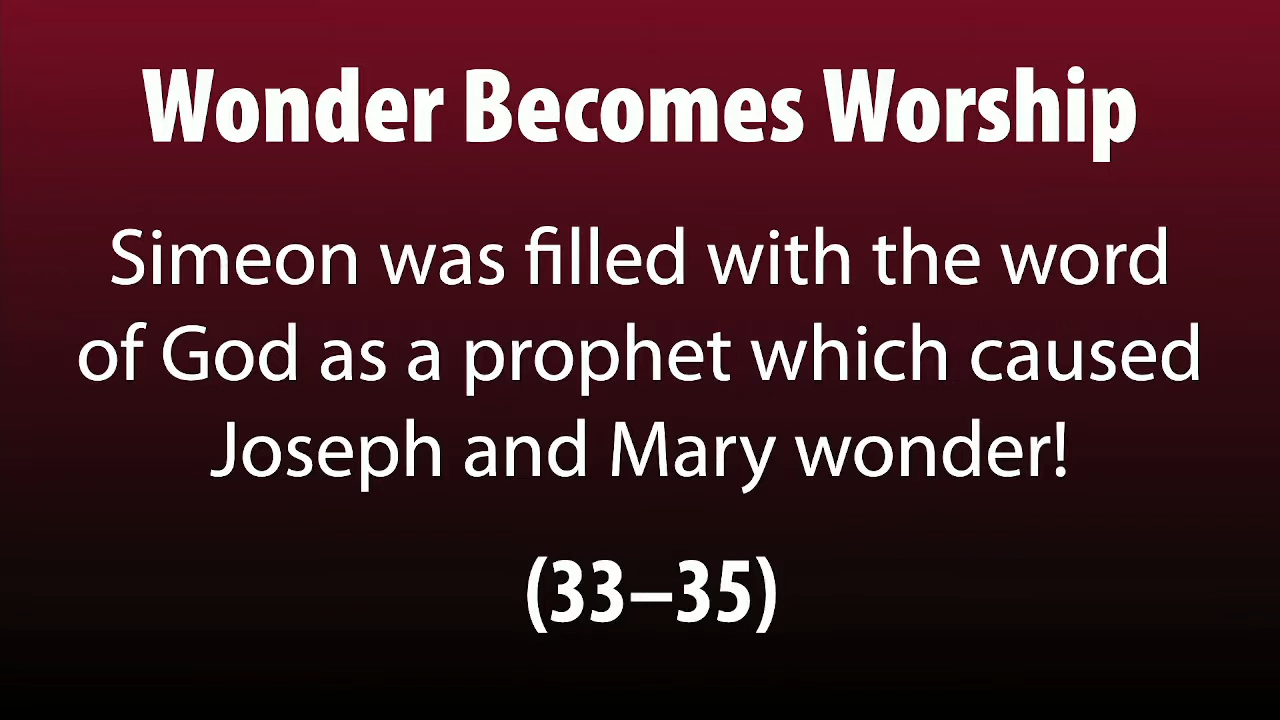 Wonder Becomes Worship
Simeon was filled with the word
of God as a prophet which caused
Joseph and Mary wonder!
(33–35)